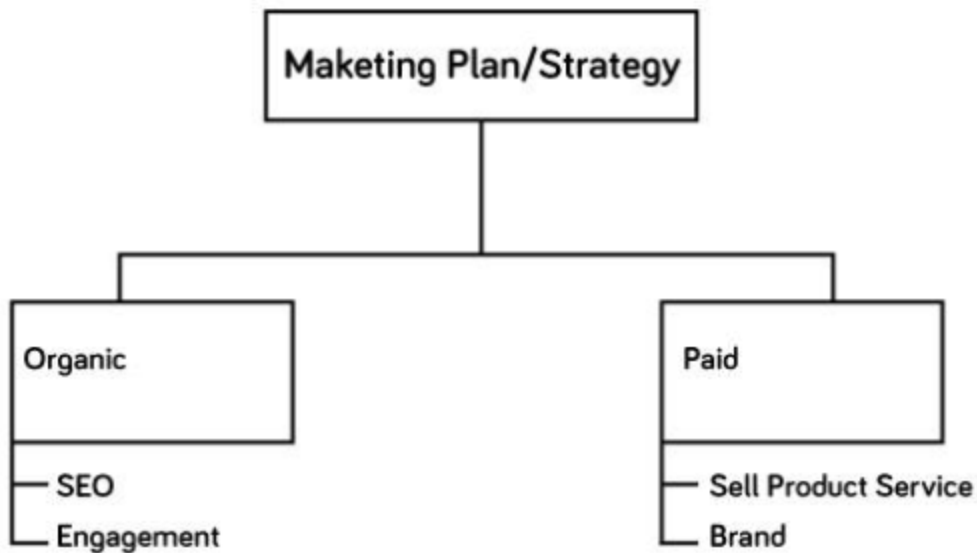 Maketing Plan/Strategy
Organic
SEO
Engagement
Paid
Sell Product Service
Brand